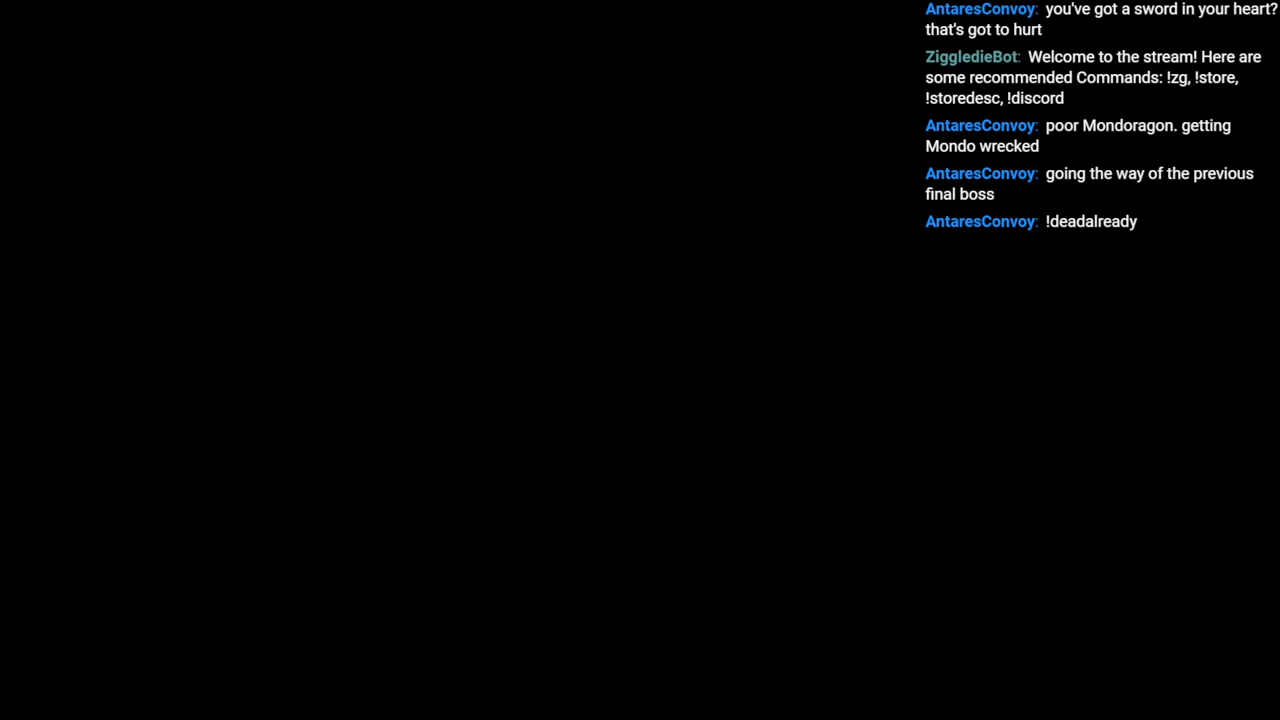 AntaresConvoy: you've got a sword in your heart?
that's got to hurt
ZiggledieBot: Welcome to the stream! Here are
some recommended Commands: !zg, !store,
!storedesc, !discord
AntaresConvoy: poor Mondoragon. getting
Mondo wrecked
AntaresConvoy: going the way of the previous
final boss
AntaresConvoy: !deadalready